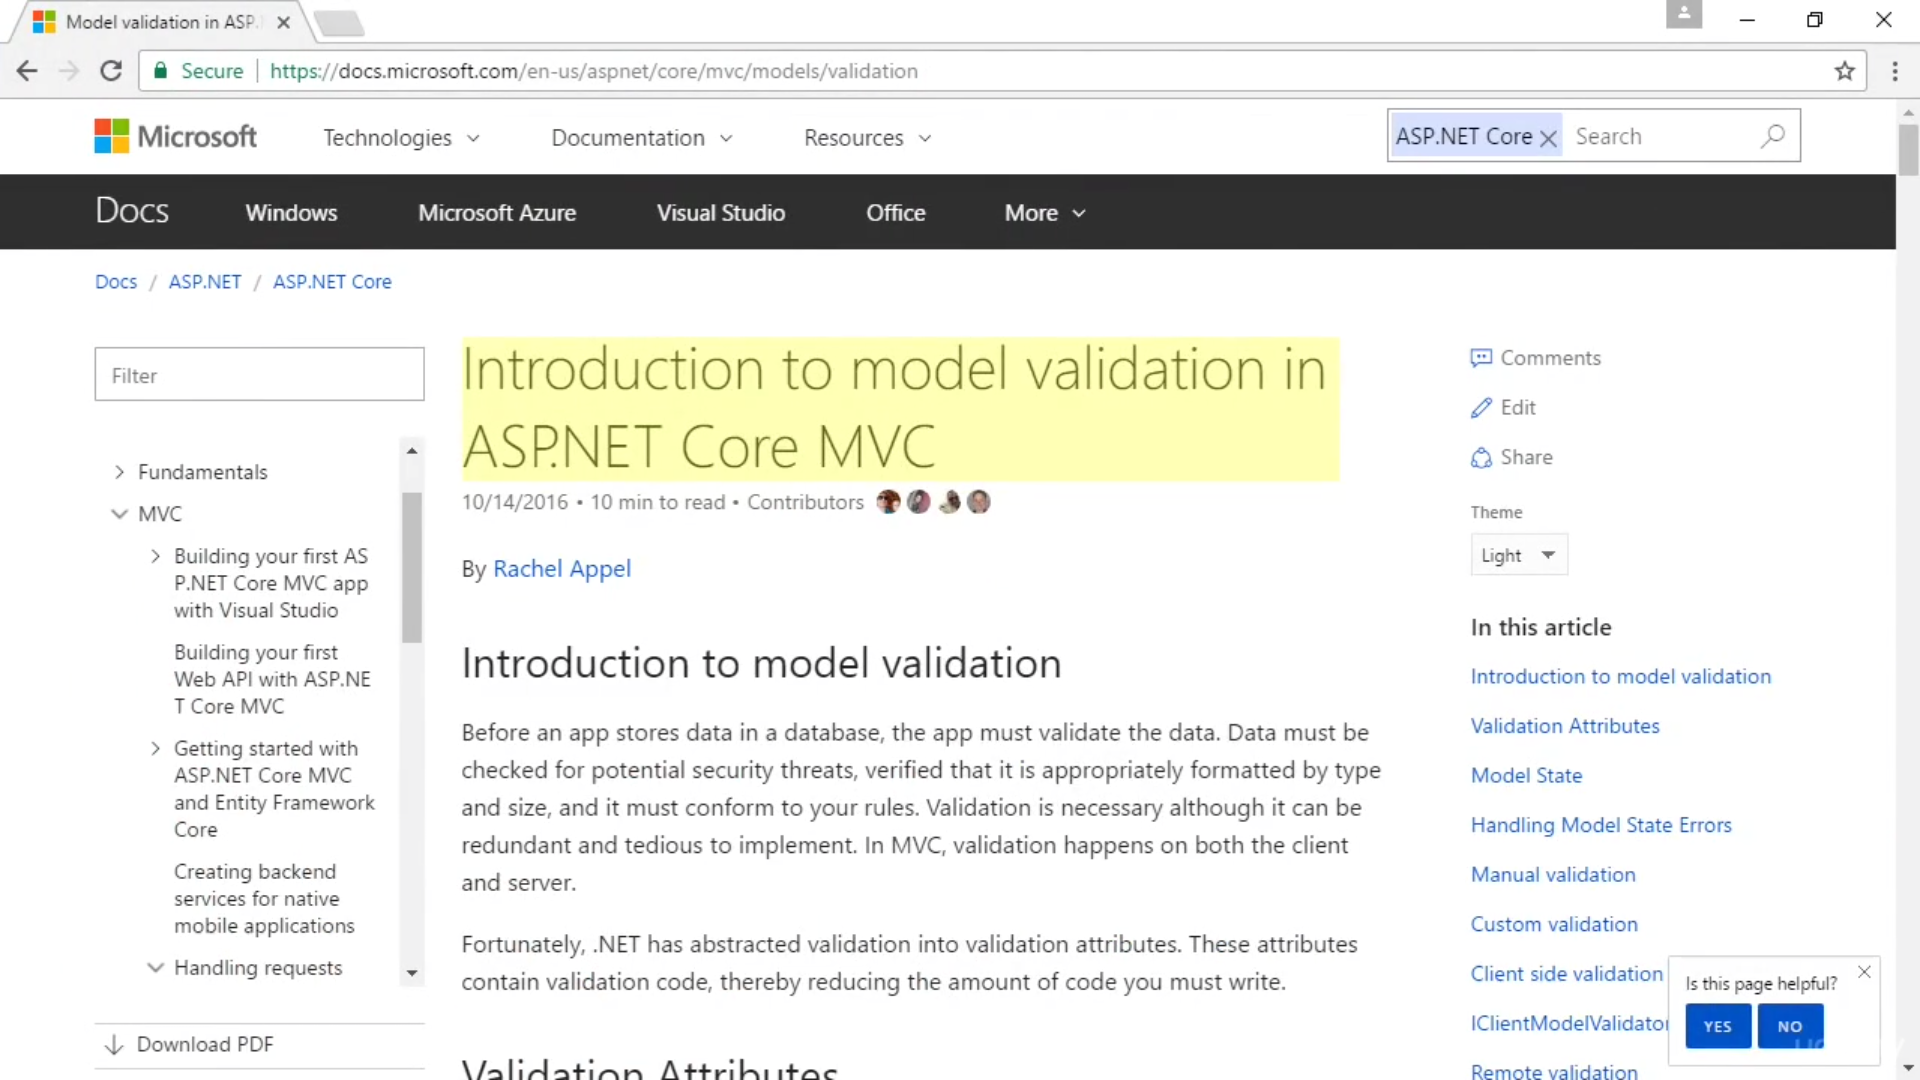 Model validation in ASP.
Secure https://docs.microsoft.com/en-us/aspnet/core/mvc/models/validation
Microsoft Technologies Documentation Resources ASP.NET Core Search
Docs Windows Microsoft Azure Visual Studio Office More
Docs / ASP.NET / ASP.NET Core
Filter
Fundamentals
MVC
Building your first AS
P.NET Core MVC app
with Visual Studio
Building your first
Web API with ASP.NE
T Core MVC
Getting started with
ASP.NET Core MVC
and Entity Framework
Core
Creating backend
services for native
mobile applications
Handling requests
Download PDF
Introduction to model validation in
ASP.NET Core MVC
10/14/2016 • 10 min to read • Contributors
By Rachel Appel
Introduction to model validation
Before an app stores data in a database, the app must validate the data. Data must be
checked for potential security threats, verified that it is appropriately formatted by type
and size, and it must conform to your rules. Validation is necessary although it can be
redundant and tedious to implement. In MVC, validation happens on both the client
and server.
Fortunately, .NET has abstracted validation into validation attributes. These attributes
contain validation code, thereby reducing the amount of code you must write.
Validation Attributes
Comments
Edit
Share
Theme
Light
In this article
Introduction to model validation
Validation Attributes
Model State
Handling Model State Errors
Manual validation
Custom validation
Client side validation
IClientModelValidator
Remote validation
Is this page helpful?
YES NO